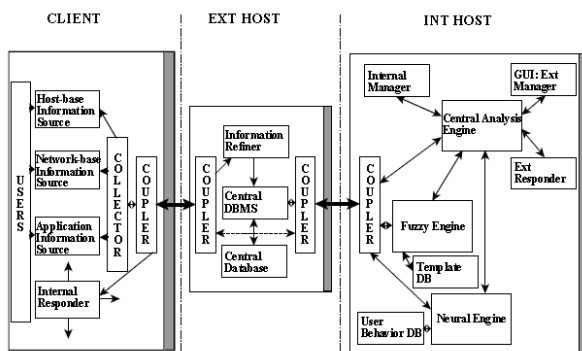 CLIENT
EXT HOST
INT HOST
USERS
Host-base
Information
Source
Network-base
Information
Source
Application
Information
Source
Internal
Responder
COLLECTOR
COUPLER
COUPLER
Information
Refiner
Central
DBMS
Central
Database
COUPLER
COUPLER
Internal
Manager
GUI: Ext
Manager
Central Analysis
Engine
Ext
Responder
Fuzzy Engine
Template
DB
User
Behavior DB
Neural Engine